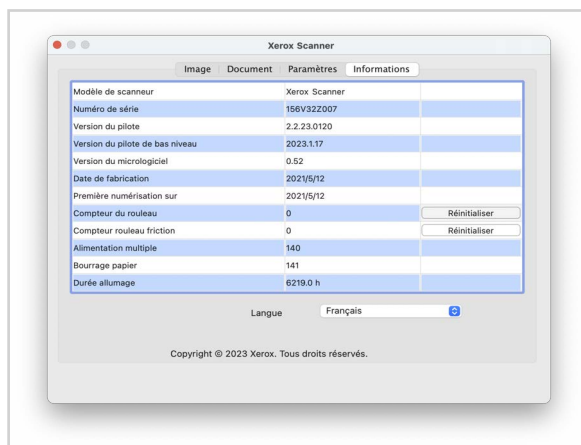 Xerox Scanner
Image Document Paramètres Informations
Modèle de scanneur Xerox Scanner
Numéro de série 156V32Z007
Version du pilote 2.2.23.0120
Version du pilote de bas niveau 2023.1.17
Version du micrologiciel 0.52
Date de fabrication 2021/5/12
Première numérisation sur 2021/5/12
Compteur du rouleau 0 Réinitialiser
Compteur rouleau friction 0 Réinitialiser
Alimentation multiple 140
Bourrage papier 141
Durée allumage 6219.0 h
Langue Français
Copyright © 2023 Xerox. Tous droits réservés.